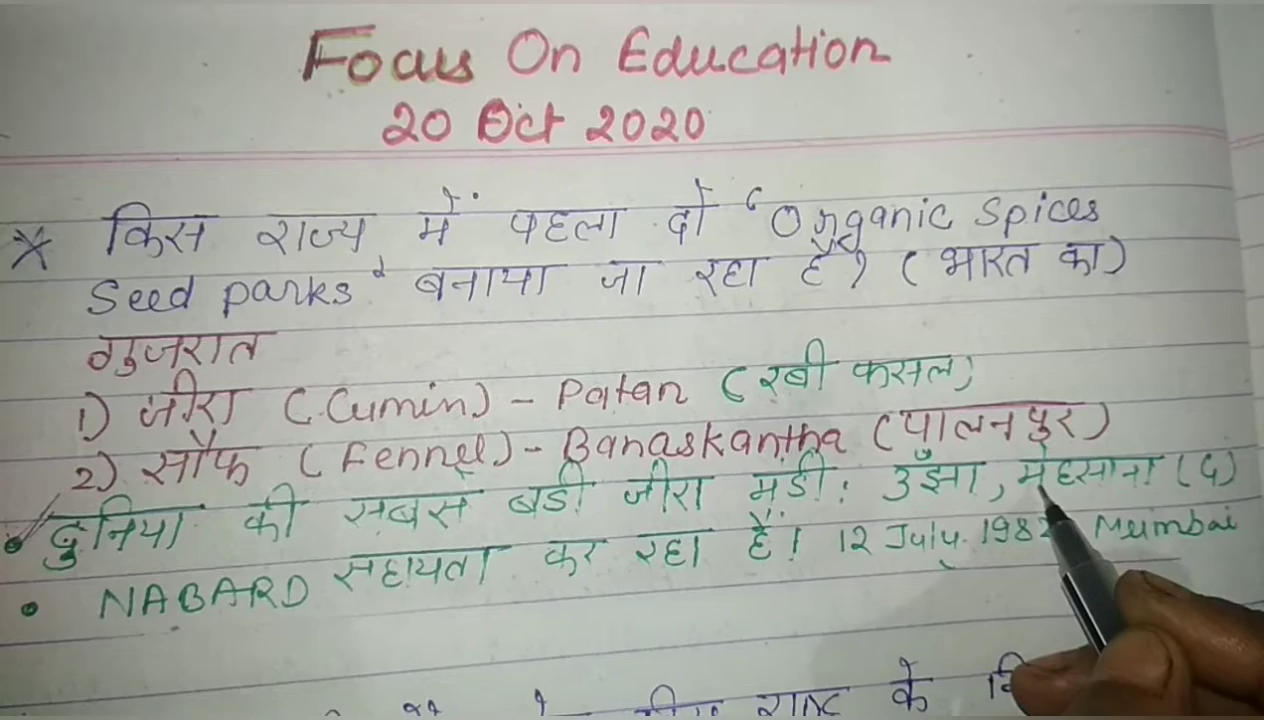 Focus On Education
20 Oct 2020
* किस राज्य में पहला दो 'Organic Spices
Seed parks' बनाया जा रहा है? (भारत का)
गुजरात
1) जीरा (Cumin) - Patan (रबी फसल)
2) सौंफ (Fennel) - Banaskantha (पालनपुर)
• दुनिया की सबसे बडी जीरा मंडी: उँझा, मेहसाना (गु)
• NABARD सहायता कर रहा है। 12 July 1982 Mumbai
के